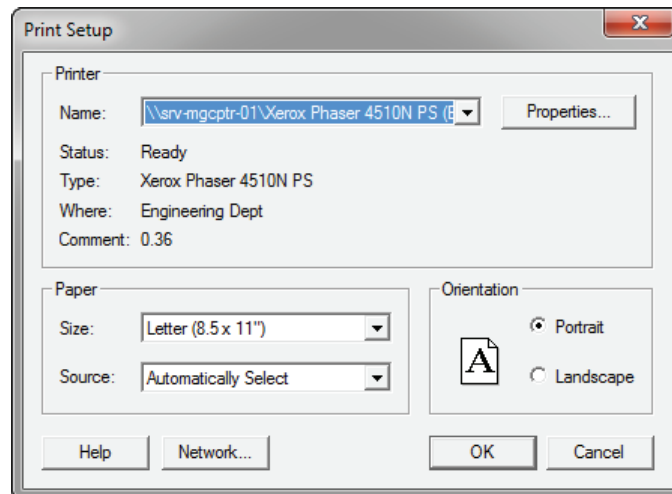 Print Setup
Printer
Name: \\srv-mgcptr-01\Xerox Phaser 4510N PS (E Properties...
Status: Ready
Type: Xerox Phaser 4510N PS
Where: Engineering Dept
Comment: 0.36
Paper
Size: Letter (8.5 x 11")
Source: Automatically Select
Orientation
A
Portrait
Landscape
Help Network... OK Cancel